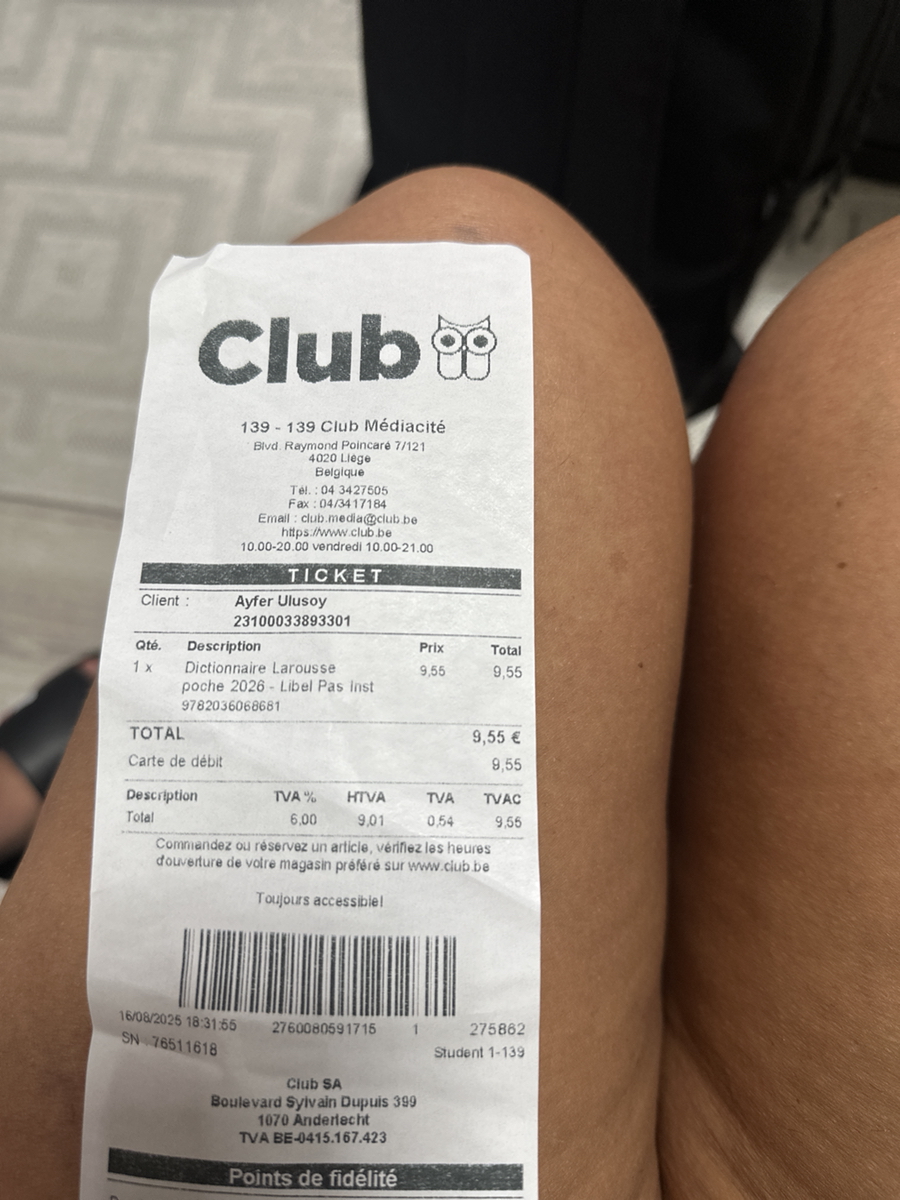 Club
139 - 139 Club Médiacité
Blvd. Raymond Poincaré 7/121
4020 Liège
Belgique
Tél. : 04 3427505
Fax : 04/3417184
Email : club.media@club.be
https://www.club.be
10.00-20.00 vendredi 10.00-21.00
TICKET
Client : Ayfer Ulusoy
23100033893301
Qté. Description Prix Total
1 x Dictionnaire Larousse 9,55 9,55
poche 2026 - Libel Pas Inst
9782036068681
TOTAL 9,55 €
Carte de débit 9,55
Description TVA % HTVA TVA TVAC
Total 6,00 9,01 0,54 9,55
Commandez ou réservez un article, vérifiez les heures
d'ouverture de votre magasin préféré sur www.club.be
Toujours accessible!
16/08/2025 18:31:55 2760080591715 1 275862
SN 76511618 Student 1-139
Club SA
Boulevard Sylvain Dupuis 399
1070 Anderlecht
TVA BE-0415.167.423
Points de fidélité